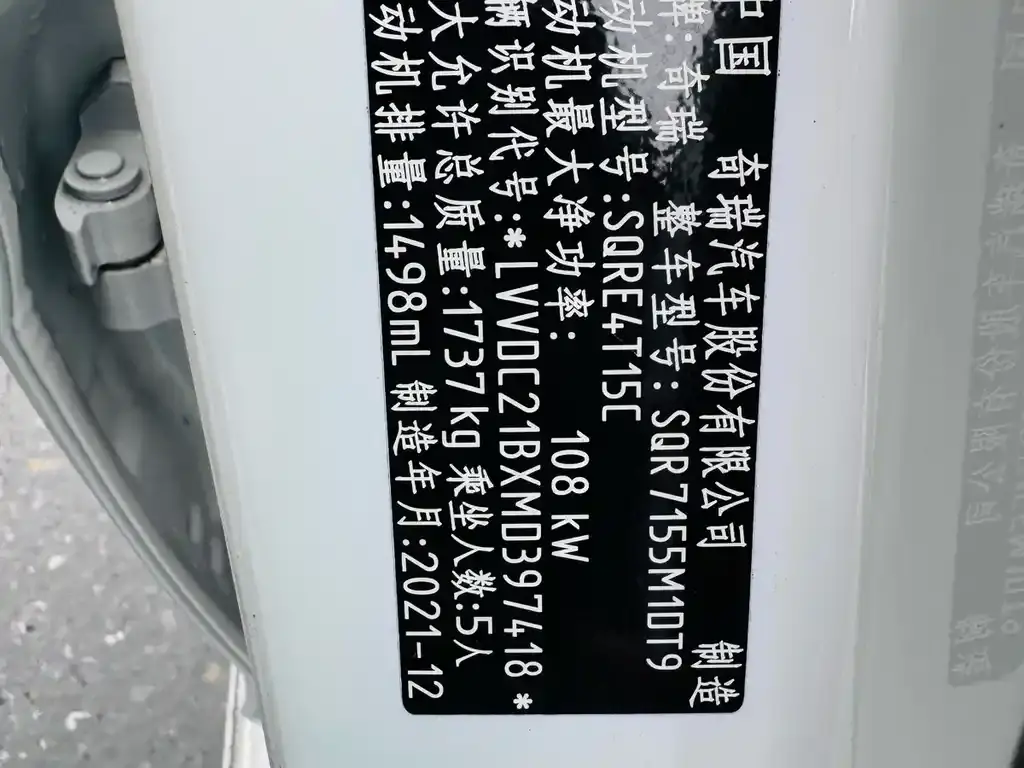 中国 奇瑞汽车股份有限公司 制造
牌:奇瑞 整车型号:SQR7155M1DT9
动机型号:SQRE4T15C
动机最大净功率: 108 kW
辆识别代号:*LVVDC21BXMD397418*
大允许总质量:1737kg 乘坐人数:5人
动机排量:1498mL 制造年月:2021-12